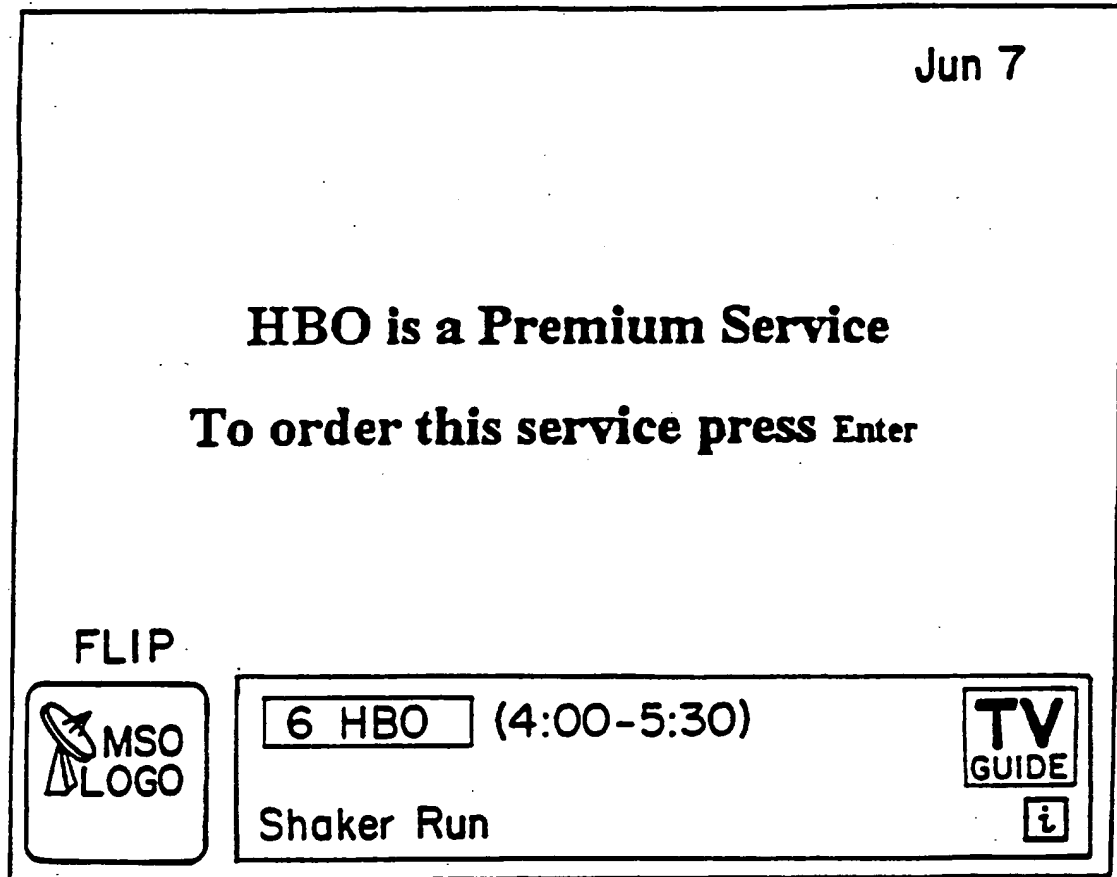 Jun 7
HBO is a Premium Service
To order this service press Enter
FLIP
MSO
LOGO
6 HBO (4:00-5:30)
TV
GUIDE
Shaker Run
i